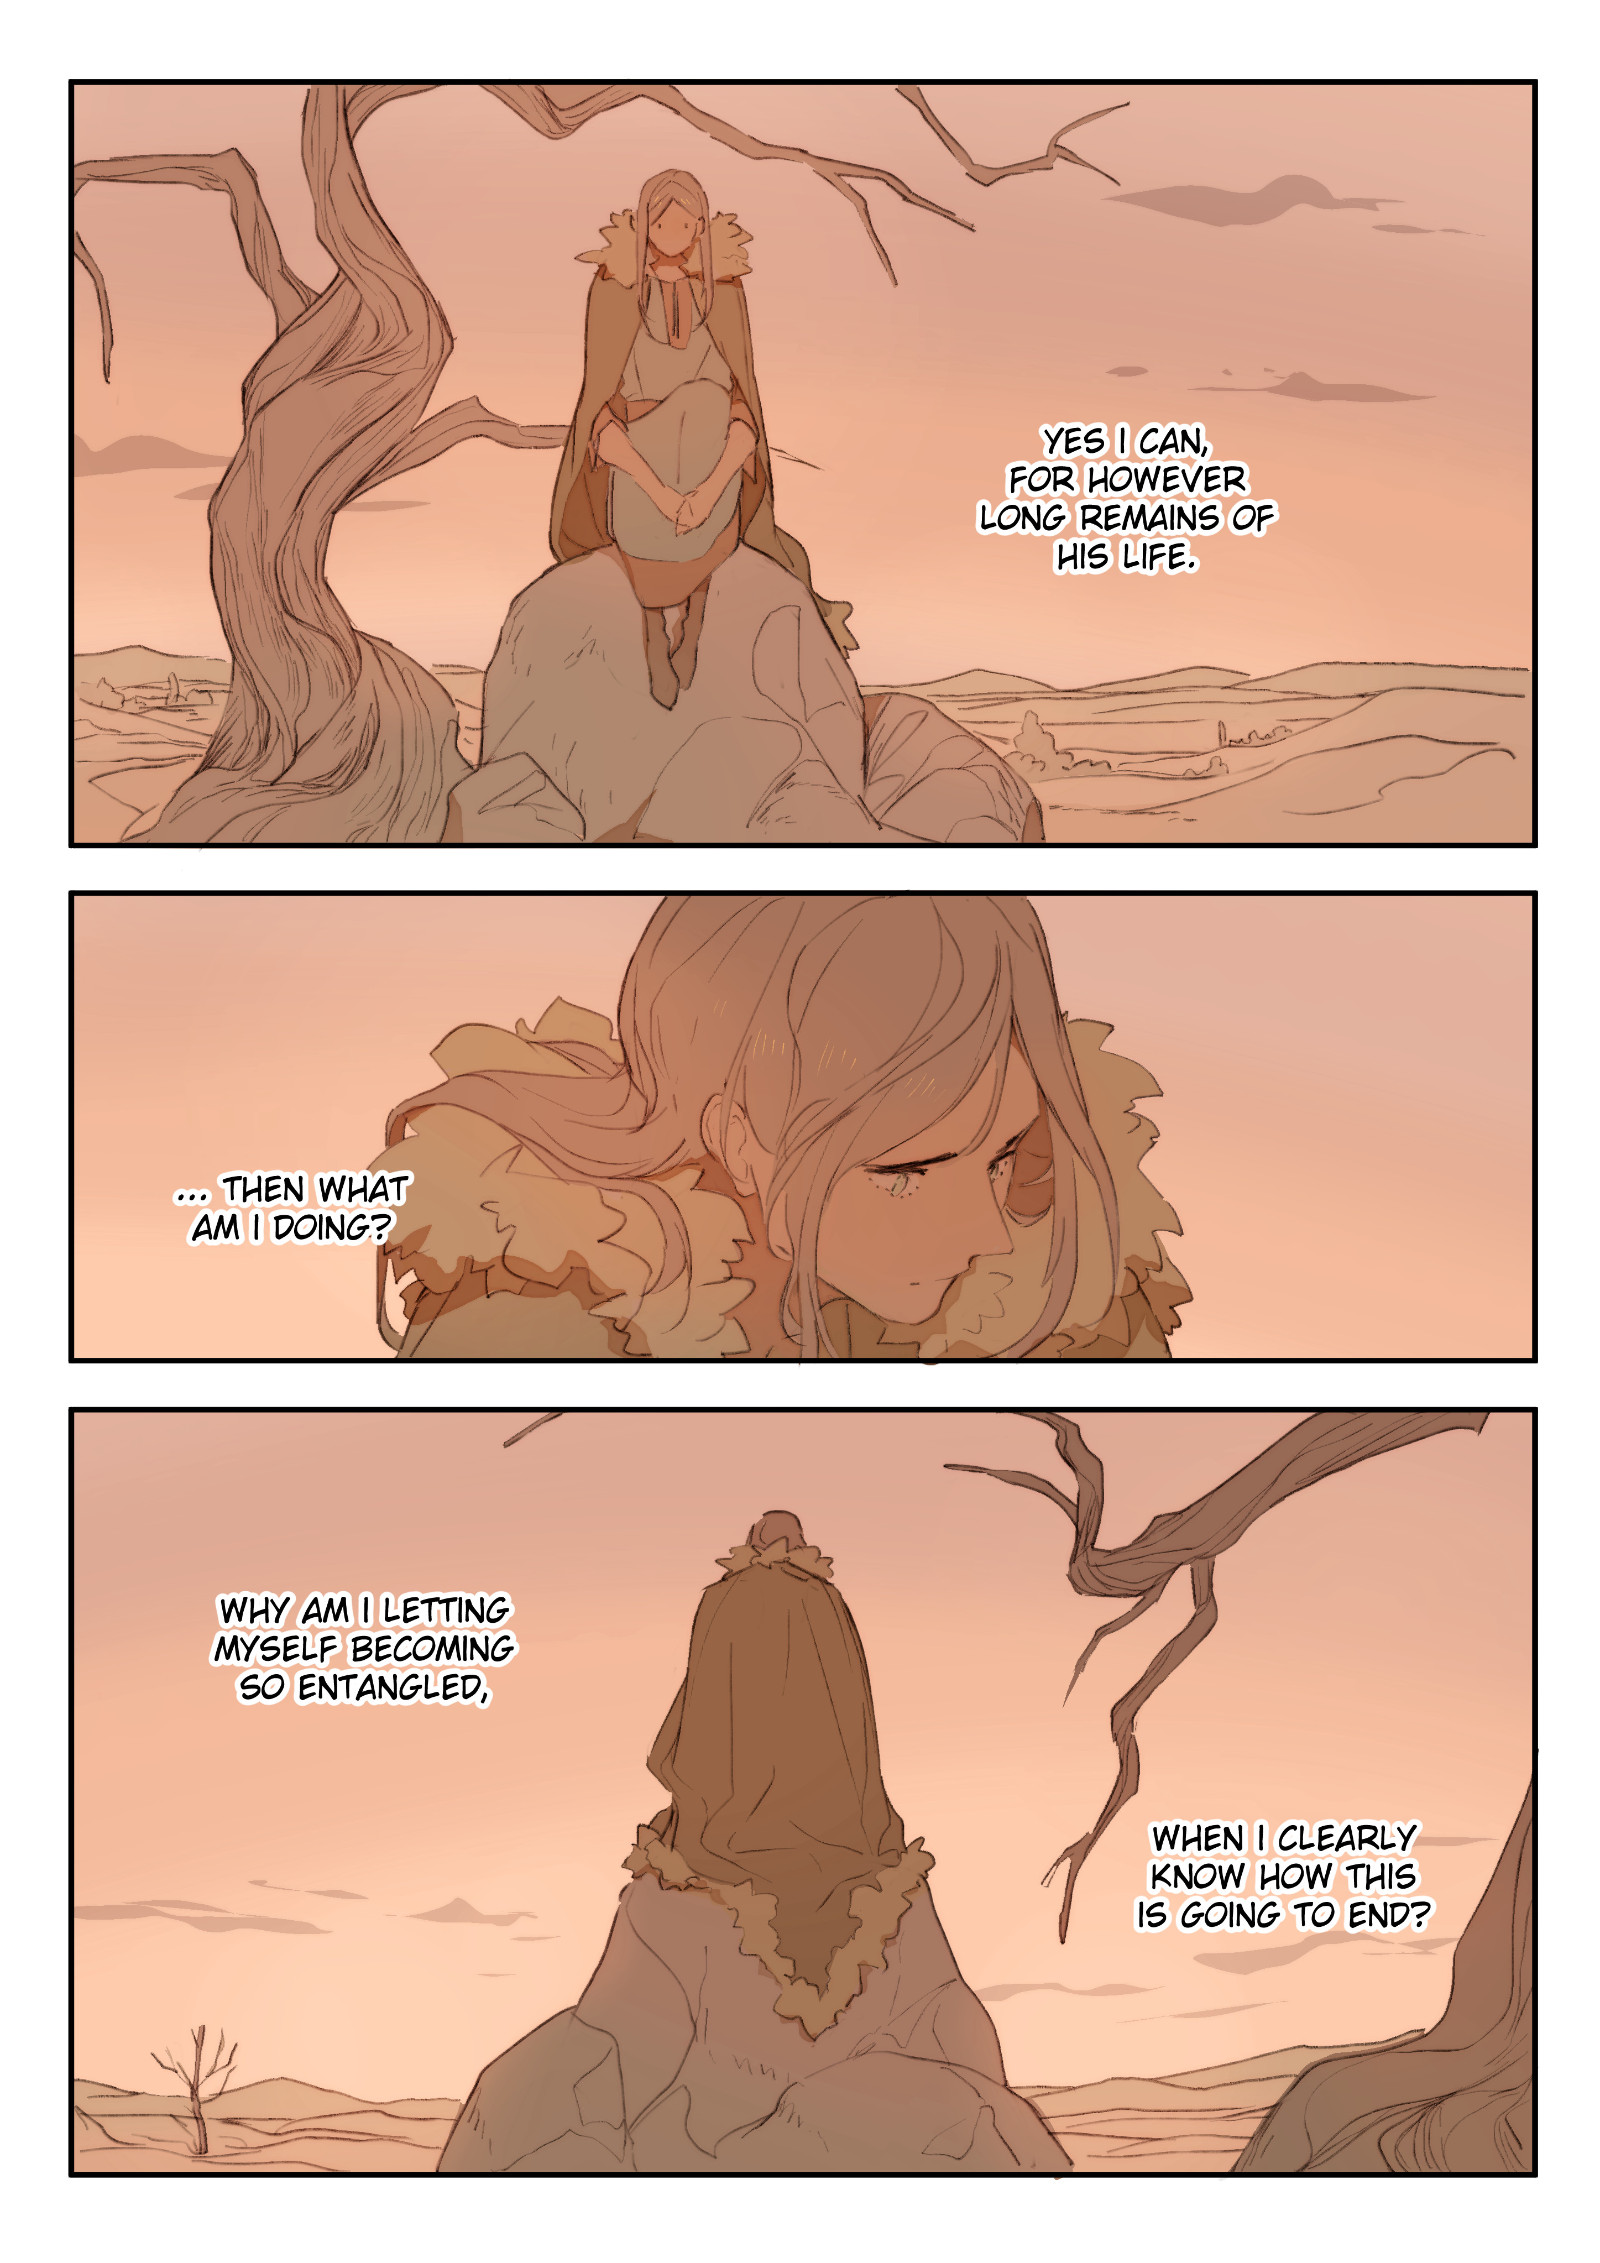 YES I CAN,
FOR HOWEVER
LONG REMAINS OF
HIS LIFE.
... THEN WHAT
AM I DOING?
WHY AM I LETTING
MYSELF BECOMING
SO ENTANGLED,
WHEN I CLEARLY
KNOW HOW THIS
IS GOING TO END?